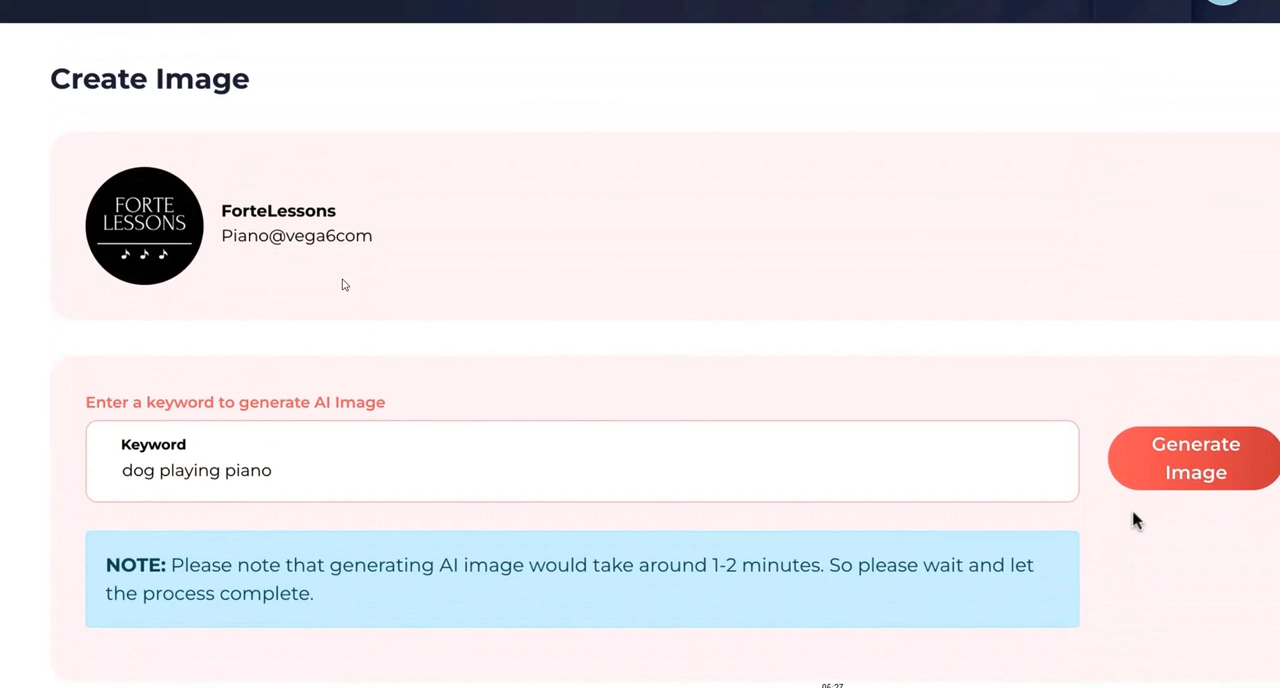 Create Image
FORTE
LESSONS
ForteLessons
Piano@vega6com
Enter a keyword to generate AI Image
Keyword
dog playing piano
Generate
Image
NOTE: Please note that generating AI image would take around 1-2 minutes. So please wait and let
the process complete.